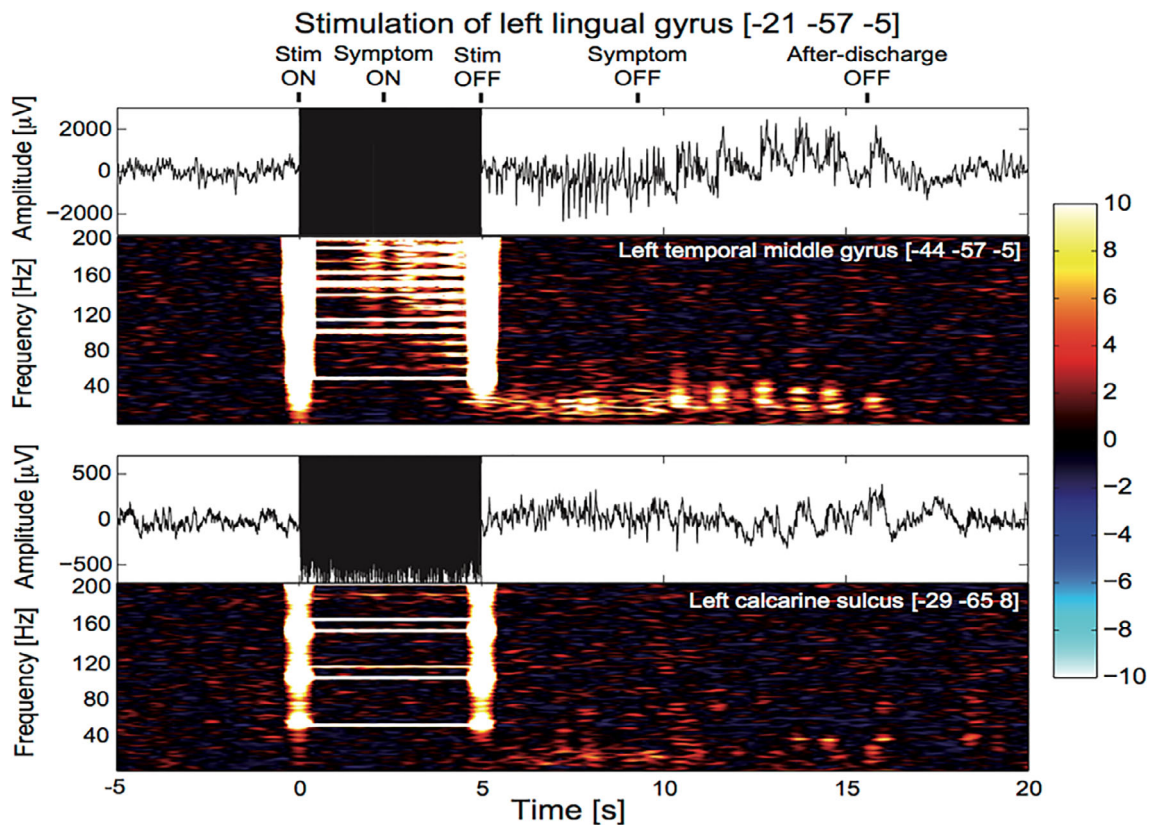 Stimulation of left lingual gyrus [-21 -57 -5]
Stim Symptom Stim Symptom After-discharge
ON ON OFF OFF OFF
Amplitude [µV]
2000
0
−2000
Frequency [Hz]
200
160
120
80
40
Left temporal middle gyrus [-44 -57 -5]
Amplitude [µV]
500
0
−500
Frequency [Hz]
200
160
120
80
40
Left calcarine sulcus [-29 -65 8]
-5 0 5 10 15 20
Time [s]
10
8
6
4
2
0
−2
−4
−6
−8
−10